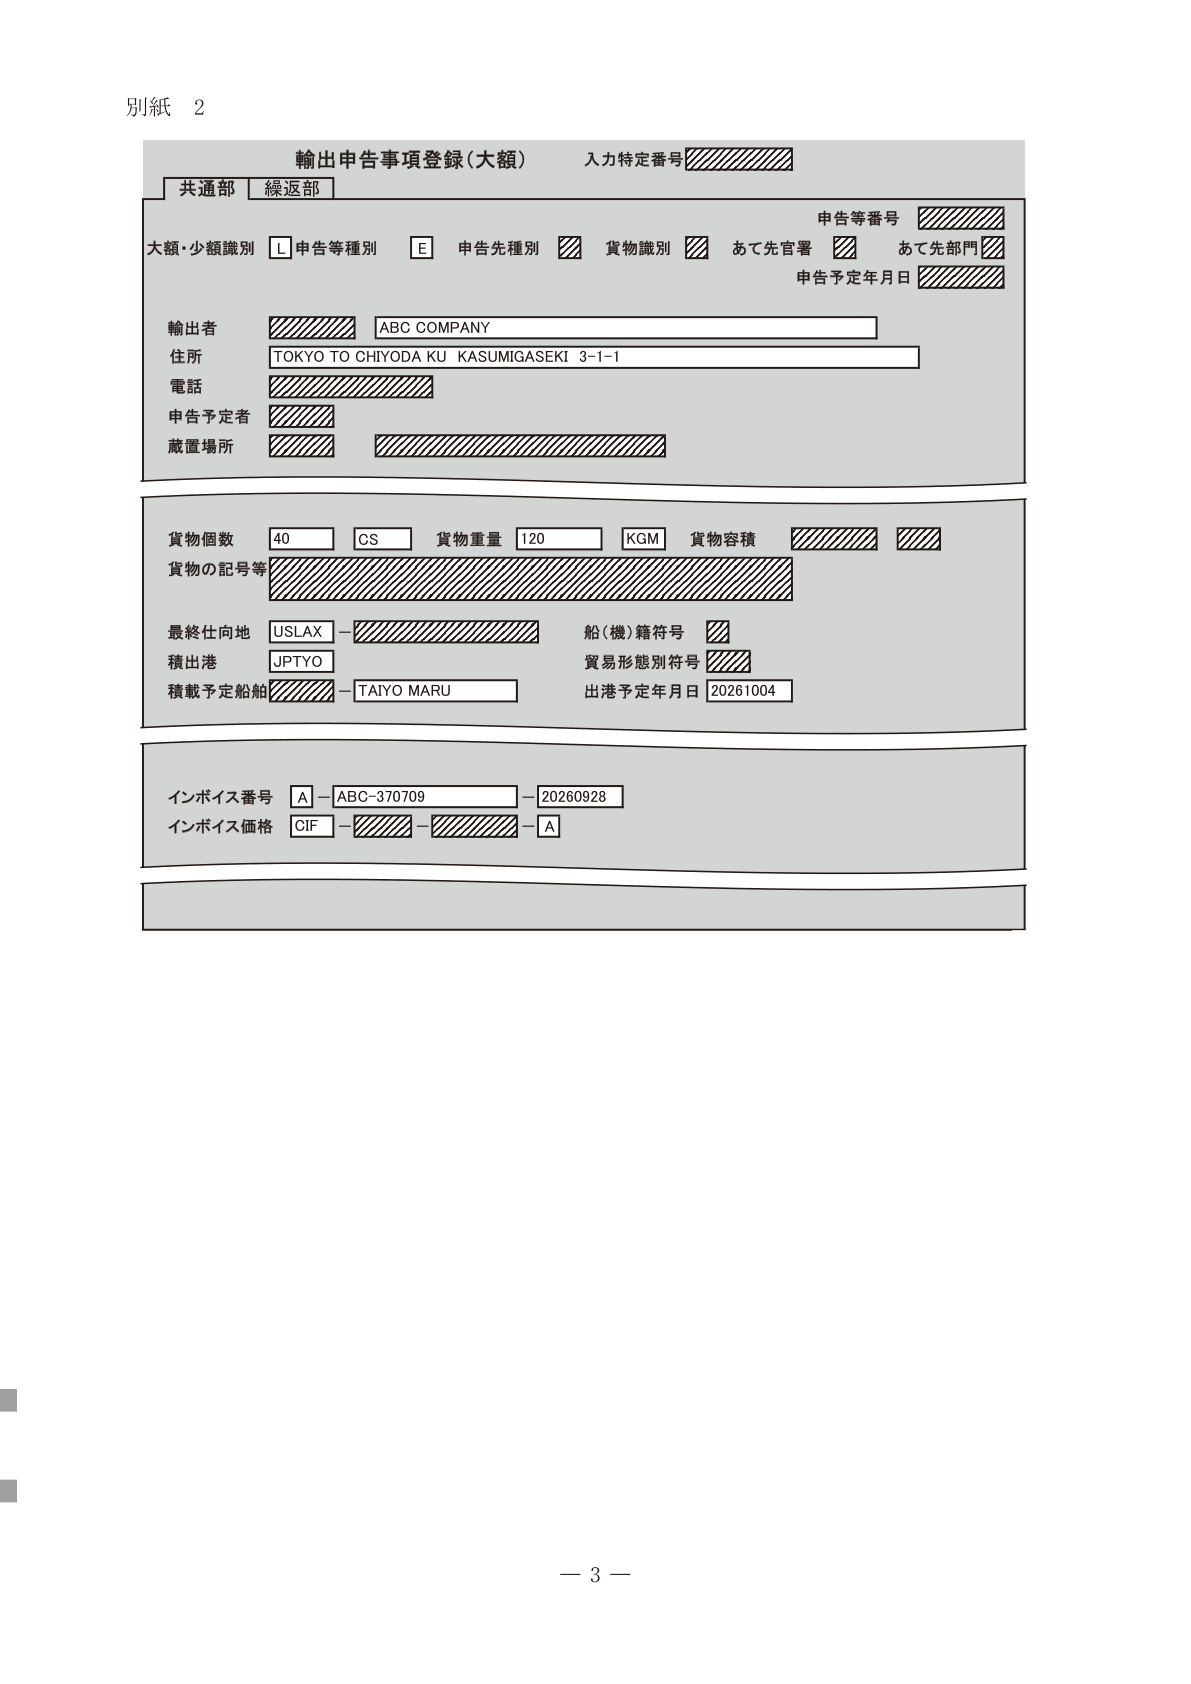 別紙　2
輸出申告事項登録（大額）　入力特定番号
共通部　繰返部
申告等番号
大額・少額識別　L　申告等種別　E　申告先種別　貨物識別　あて先官署　あて先部門
申告予定年月日
輸出者　ABC COMPANY
住所　TOKYO TO CHIYODA KU　KASUMIGASEKI　3-1-1
電話
申告予定者
蔵置場所
貨物個数　40　CS　貨物重量　120　KGM　貨物容積
貨物の記号等
最終仕向地　USLAX －　船（機）籍符号
積出港　JPTYO　貿易形態別符号
積載予定船舶　－ TAIYO MARU　出港予定年月日　20261004
インボイス番号　A － ABC-370709 － 20260928
インボイス価格　CIF －　－　－ A
― 3 ―